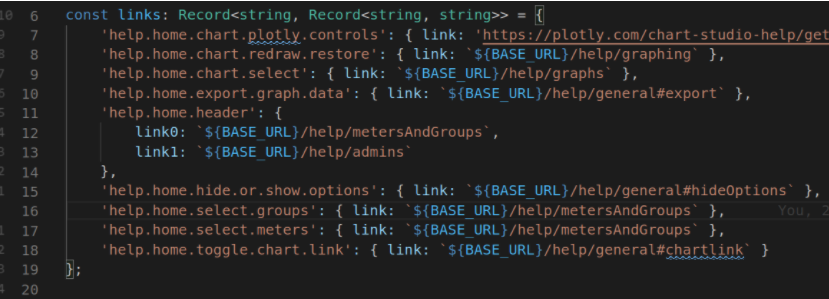 10 6 const links: Record<string, Record<string, string>> = {
7 'help.home.chart.plotly.controls': { link: 'https://plotly.com/chart-studio-help/get
8 'help.home.chart.redraw.restore': { link: `${BASE_URL}/help/graphing` },
9 'help.home.chart.select': { link: `${BASE_URL}/help/graphs` },
10 'help.home.export.graph.data': { link: `${BASE_URL}/help/general#export` },
11 'help.home.header': {
12 link0: `${BASE_URL}/help/metersAndGroups`,
13 link1: `${BASE_URL}/help/admins`
14 },
15 'help.home.hide.or.show.options': { link: `${BASE_URL}/help/general#hideOptions` },
16 'help.home.select.groups': { link: `${BASE_URL}/help/metersAndGroups` }, You, 2
17 'help.home.select.meters': { link: `${BASE_URL}/help/metersAndGroups` },
18 'help.home.toggle.chart.link': { link: `${BASE_URL}/help/general#chartlink` }
19 };
20